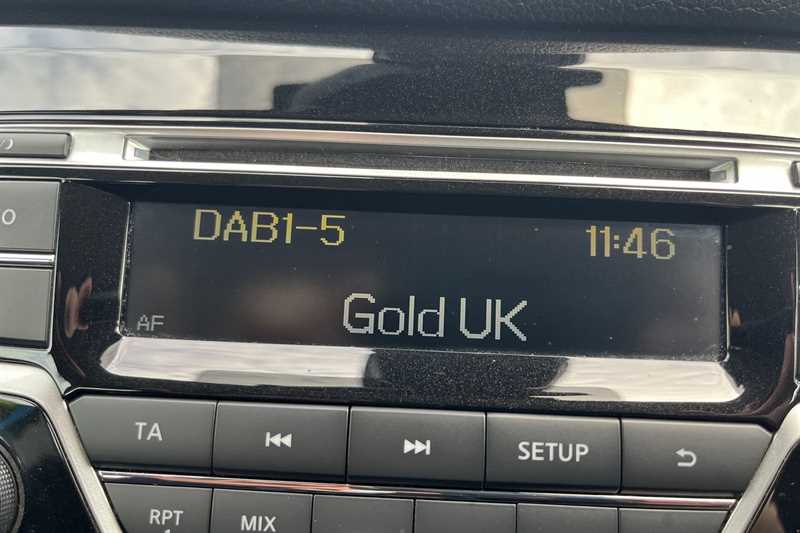 DAB1-5 11:46
Gold UK
AF
TA SETUP
RPT MIX